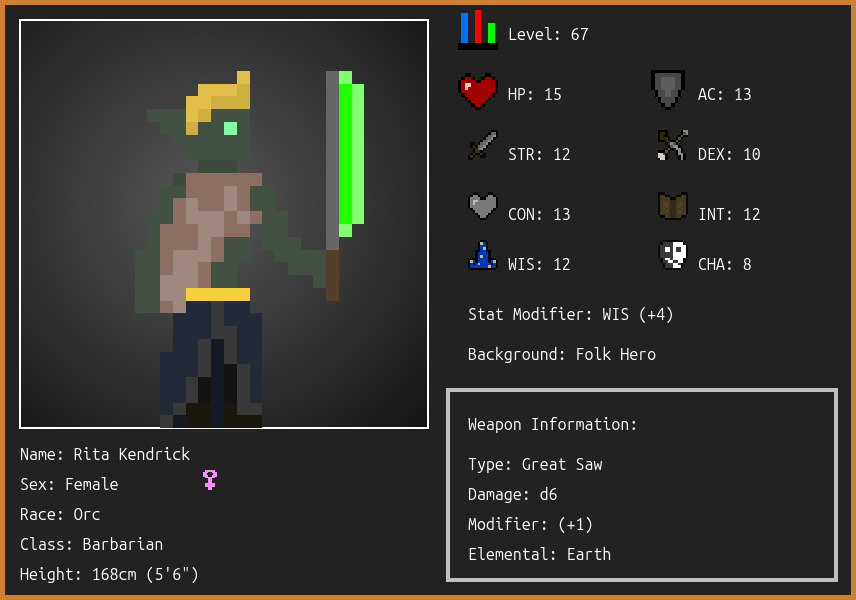 Level: 67
HP: 15
AC: 13
STR: 12
DEX: 10
CON: 13
INT: 12
WIS: 12
CHA: 8
Stat Modifier: WIS (+4)
Background: Folk Hero
Weapon Information:
Type: Great Saw
Damage: d6
Modifier: (+1)
Elemental: Earth
Name: Rita Kendrick
Sex: Female
Race: Orc
Class: Barbarian
Height: 168cm (5'6")